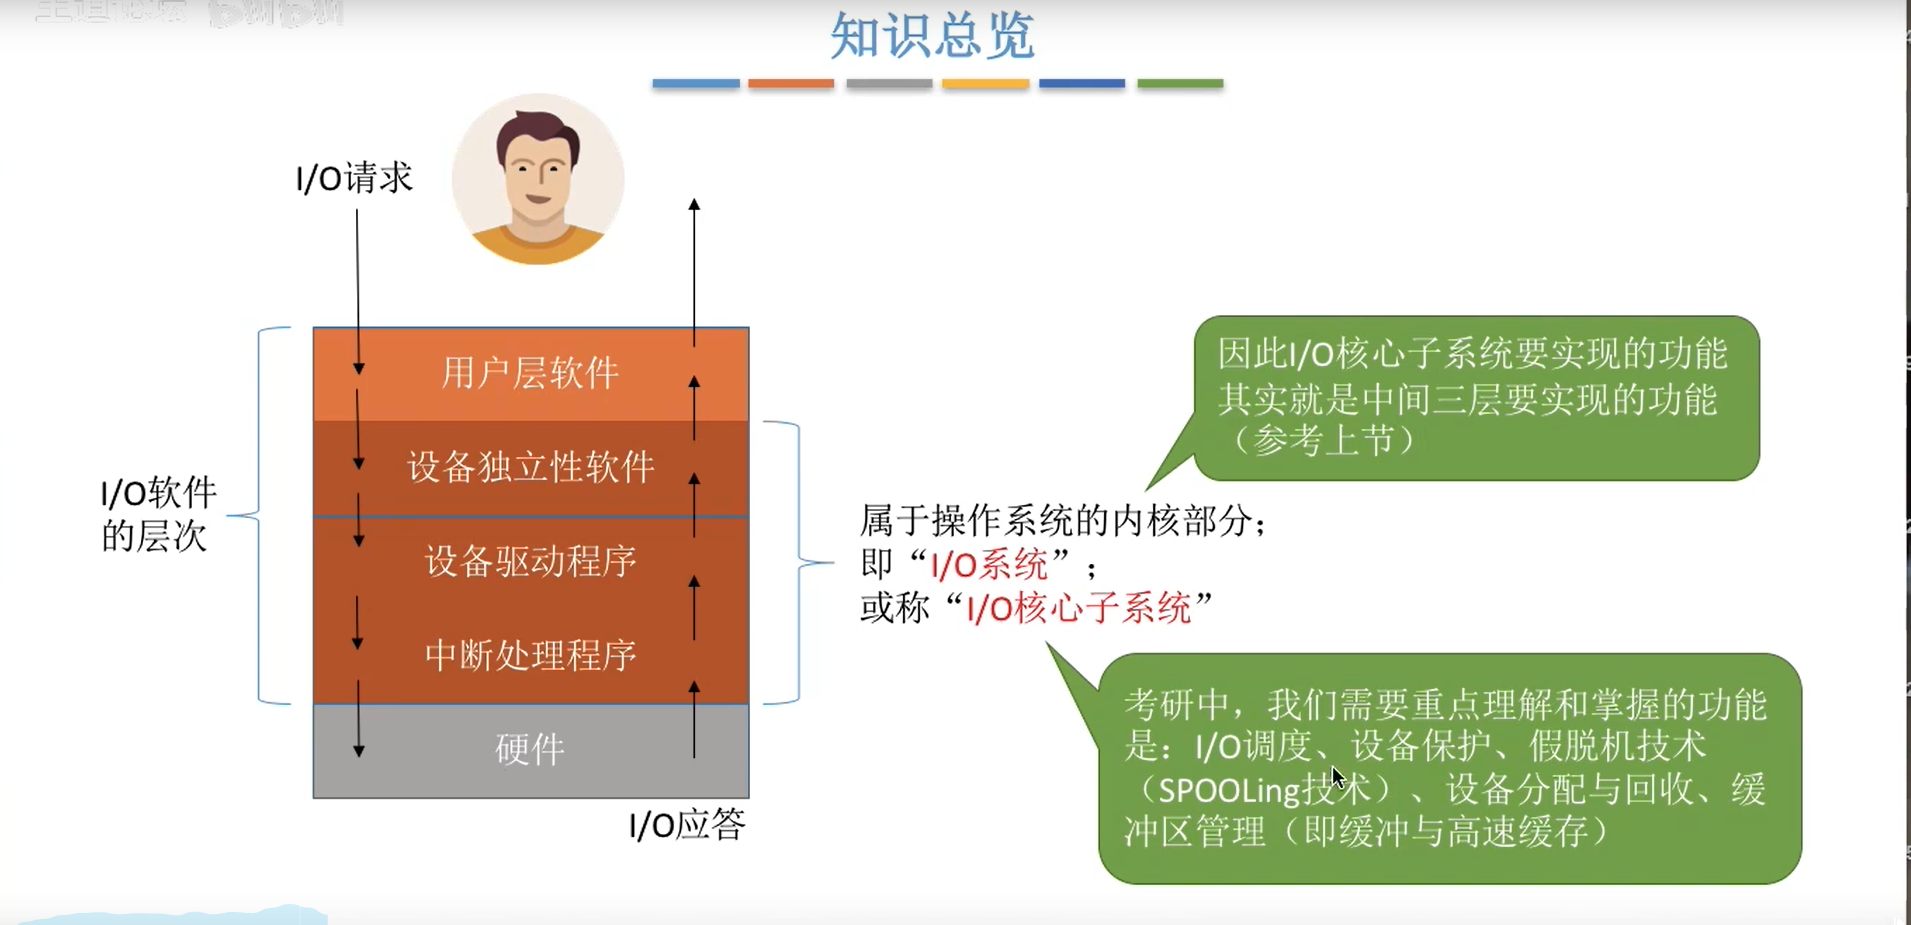 知识总览
I/O请求
用户层软件
设备独立性软件
设备驱动程序
中断处理程序
硬件
I/O应答
I/O软件
的层次
因此I/O核心子系统要实现的功能
其实就是中间三层要实现的功能
（参考上节）
属于操作系统的内核部分；
即“I/O系统”；
或称“I/O核心子系统”
考研中，我们需要重点理解和掌握的功能
是：I/O调度、设备保护、假脱机技术
（SPOOLing技术）、设备分配与回收、缓
冲区管理（即缓冲与高速缓存）